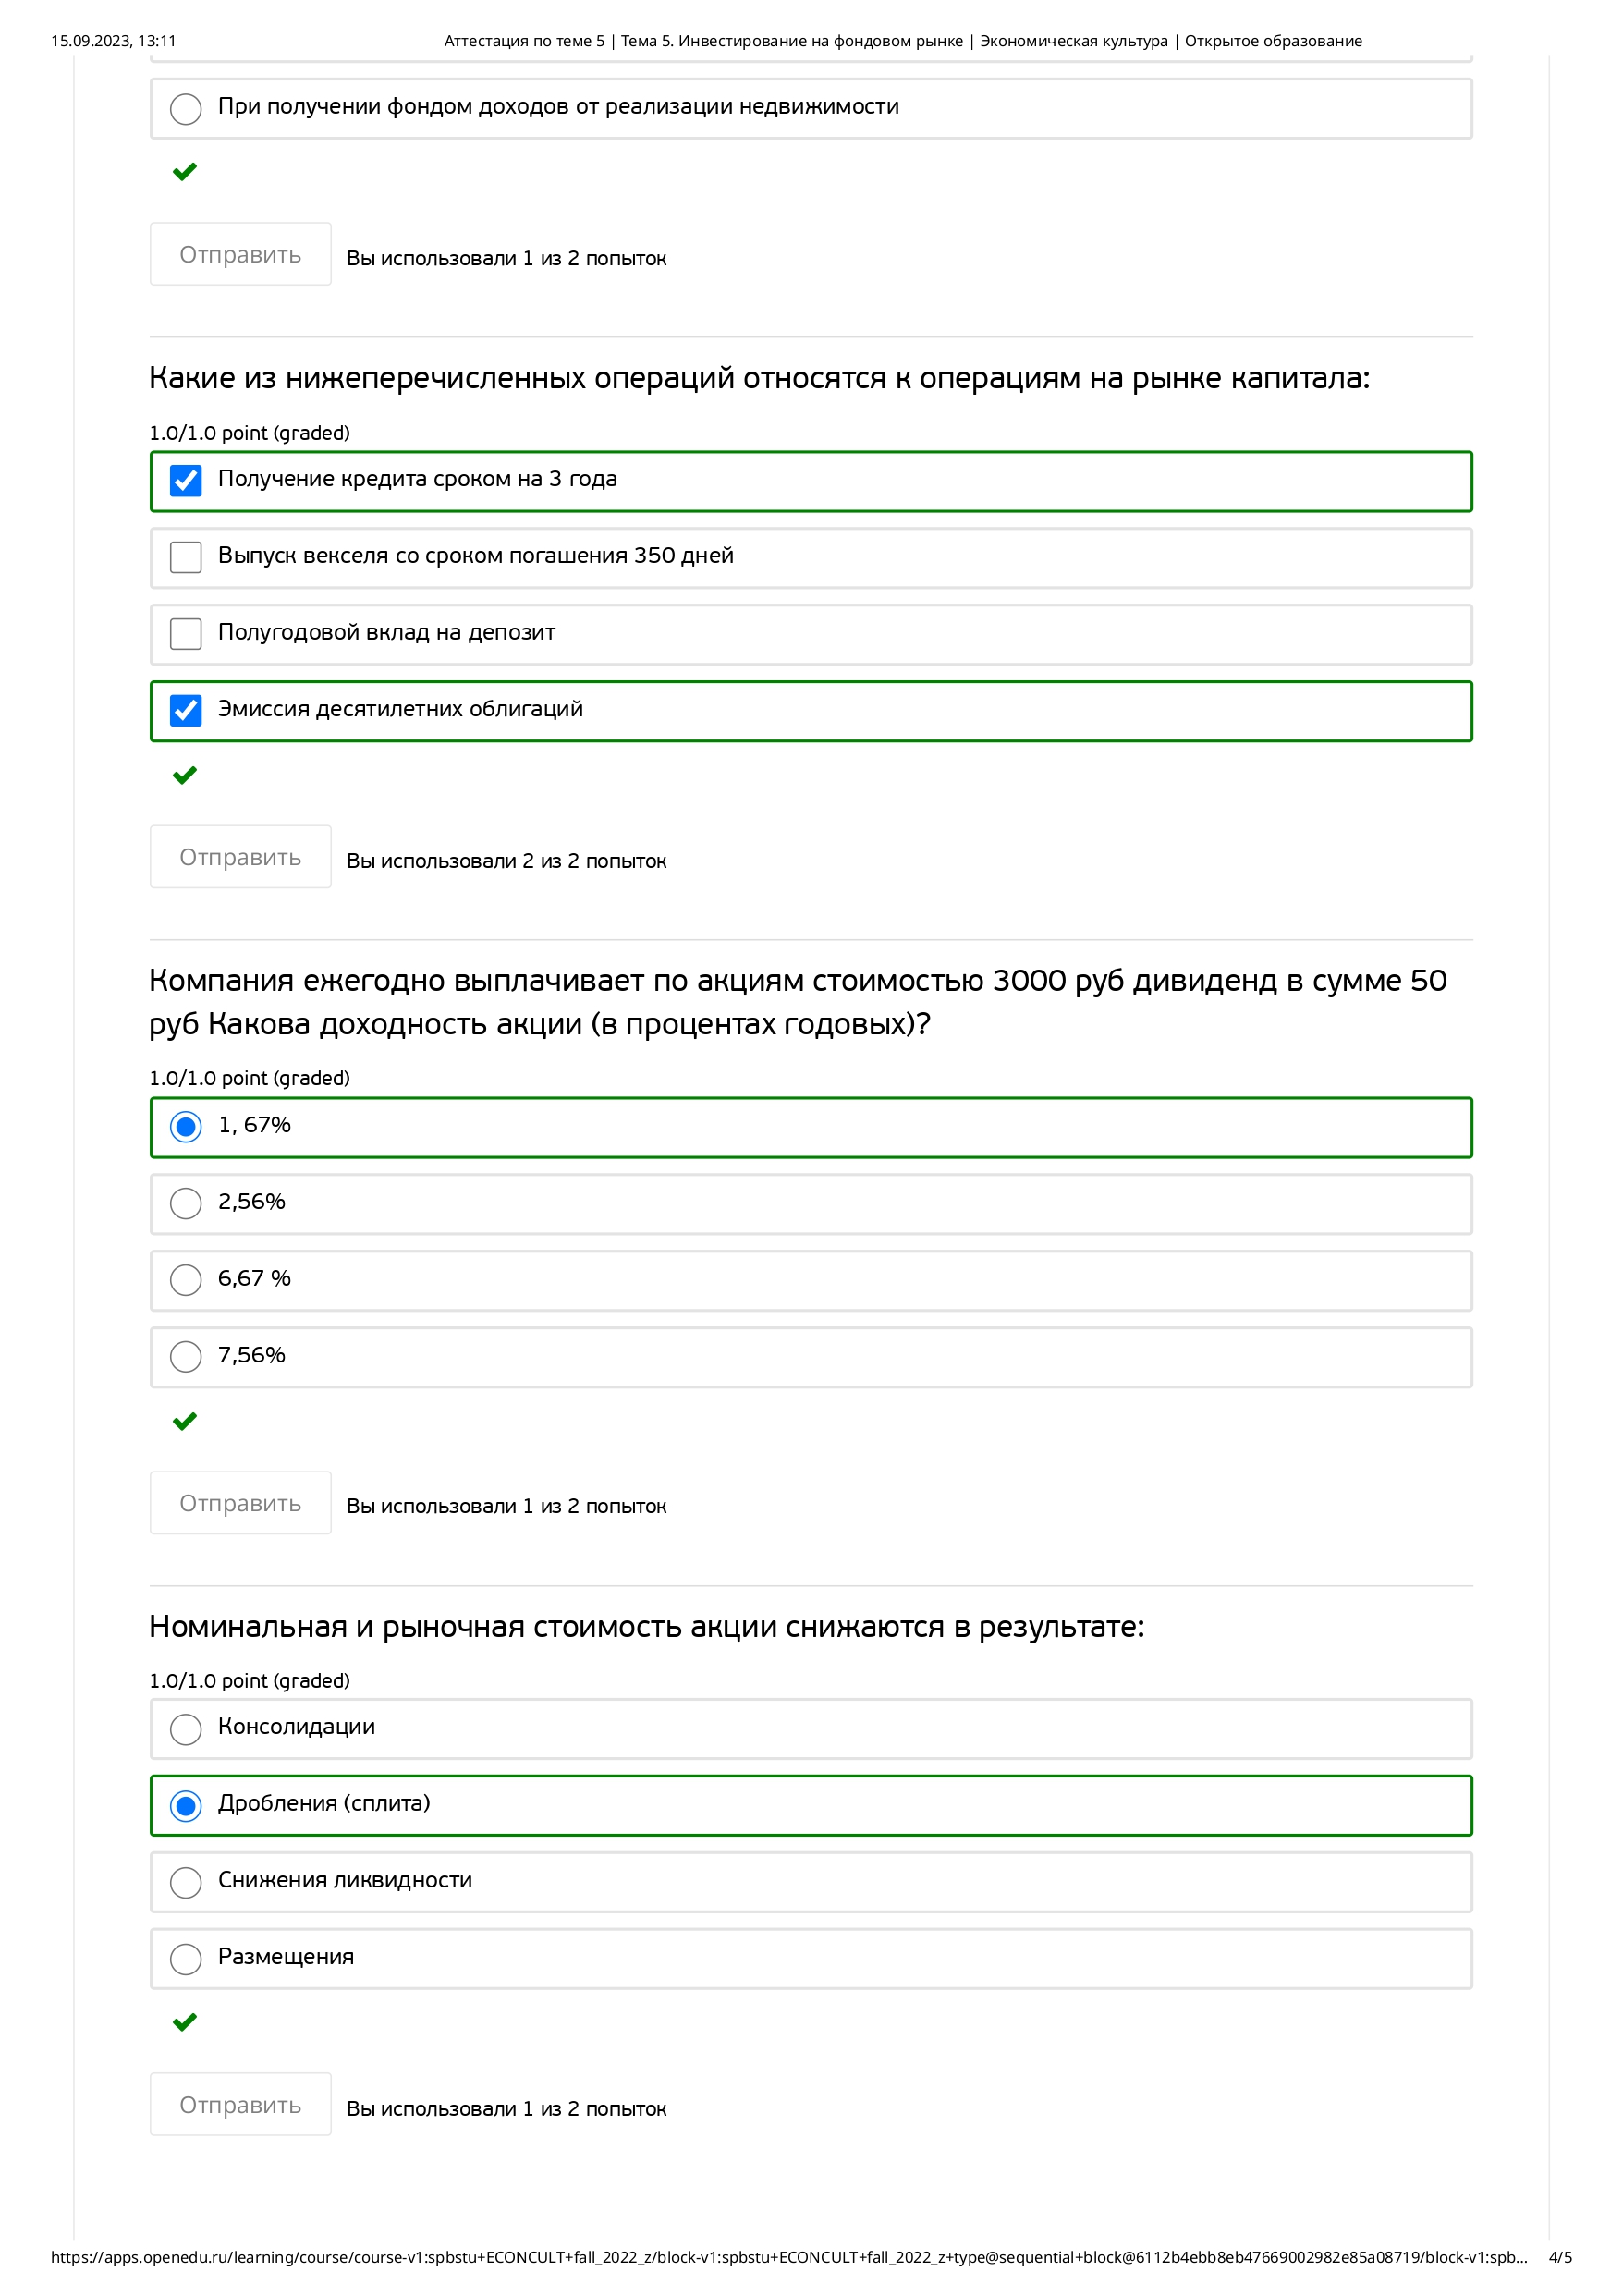 15.09.2023, 13:11 Аттестация по теме 5 | Тема 5. Инвестирование на фондовом рынке | Экономическая культура | Открытое образование
При получении фондом доходов от реализации недвижимости
Отправить Вы использовали 1 из 2 попыток
Какие из нижеперечисленных операций относятся к операциям на рынке капитала:
1.0/1.0 point (graded)
Получение кредита сроком на 3 года
Выпуск векселя со сроком погашения 350 дней
Полугодовой вклад на депозит
Эмиссия десятилетних облигаций
Отправить Вы использовали 2 из 2 попыток
Компания ежегодно выплачивает по акциям стоимостью 3000 руб дивиденд в сумме 50
руб Какова доходность акции (в процентах годовых)?
1.0/1.0 point (graded)
1, 67%
2,56%
6,67 %
7,56%
Отправить Вы использовали 1 из 2 попыток
Номинальная и рыночная стоимость акции снижаются в результате:
1.0/1.0 point (graded)
Консолидации
Дробления (сплита)
Снижения ликвидности
Размещения
Отправить Вы использовали 1 из 2 попыток
https://apps.openedu.ru/learning/course/course-v1:spbstu+ECONCULT+fall_2022_z/block-v1:spbstu+ECONCULT+fall_2022_z+type@sequential+block@6112b4ebb8eb47669002982e85a08719/block-v1:spb... 4/5